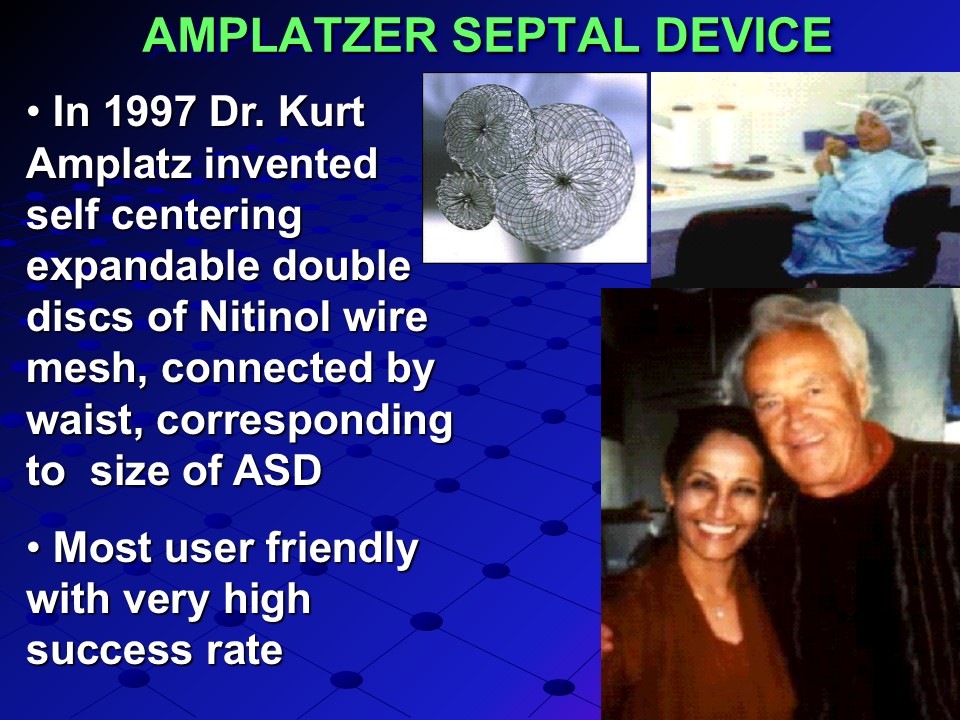 AMPLATZER SEPTAL DEVICE
• In 1997 Dr. Kurt
Amplatz invented
self centering
expandable double
discs of Nitinol wire
mesh, connected by
waist, corresponding
to  size of ASD
• Most user friendly
with very high
success rate